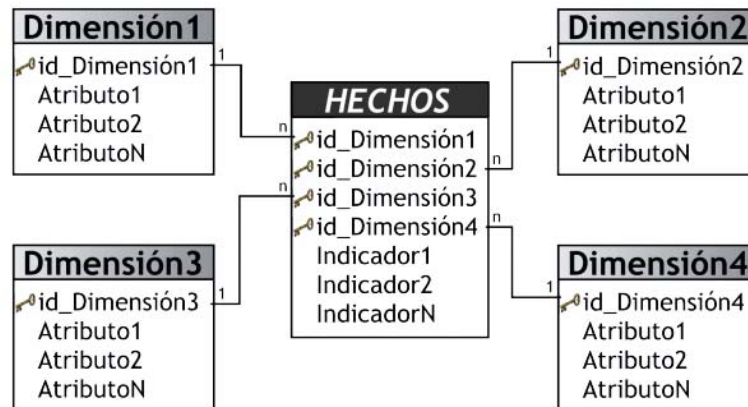 Dimensión1
id_Dimensión1
Atributo1
Atributo2
AtributoN
1
Dimensión2
id_Dimensión2
Atributo1
Atributo2
AtributoN
1
HECHOS
id_Dimensión1
id_Dimensión2
id_Dimensión3
id_Dimensión4
Indicador1
Indicador2
IndicadorN
n
n
n
n
Dimensión3
id_Dimensión3
Atributo1
Atributo2
AtributoN
1
Dimensión4
id_Dimensión4
Atributo1
Atributo2
AtributoN
1